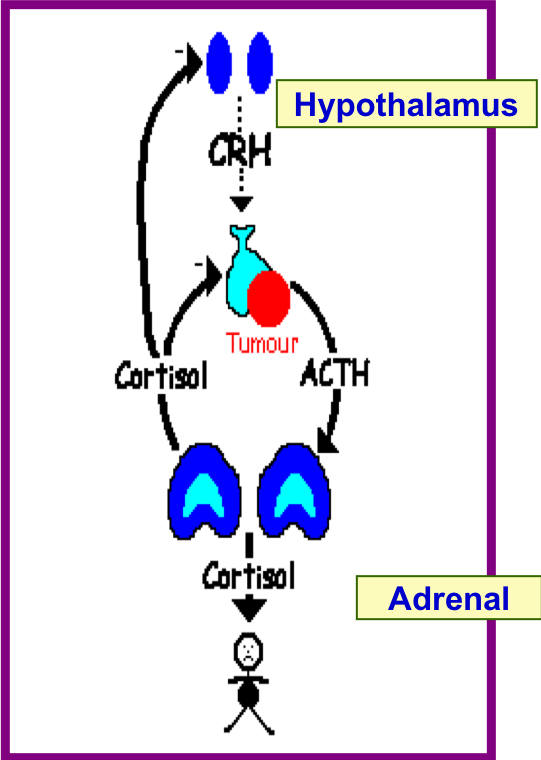 -
Hypothalamus
CRH
-
Tumour
Cortisol
ACTH
Cortisol
Adrenal